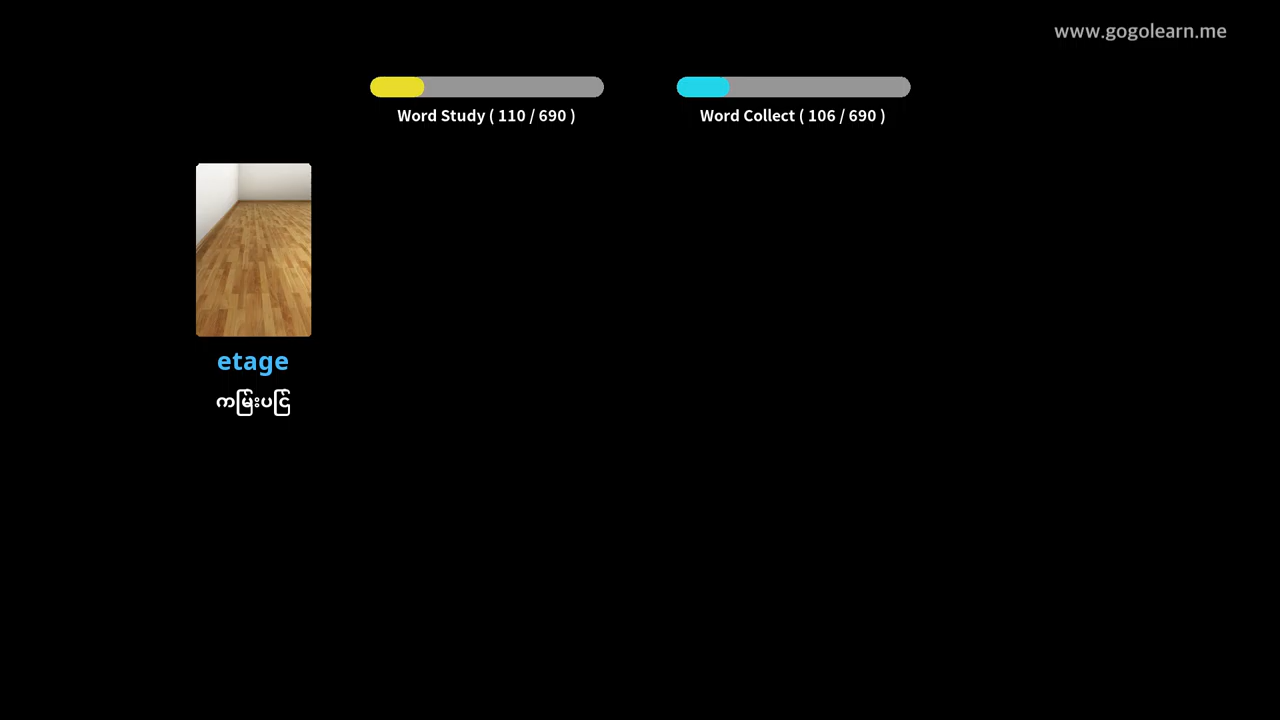 www.gogolearn.me
Word Study ( 110 / 690 )
Word Collect ( 106 / 690 )
etage
ကမ်းြပင်ြ